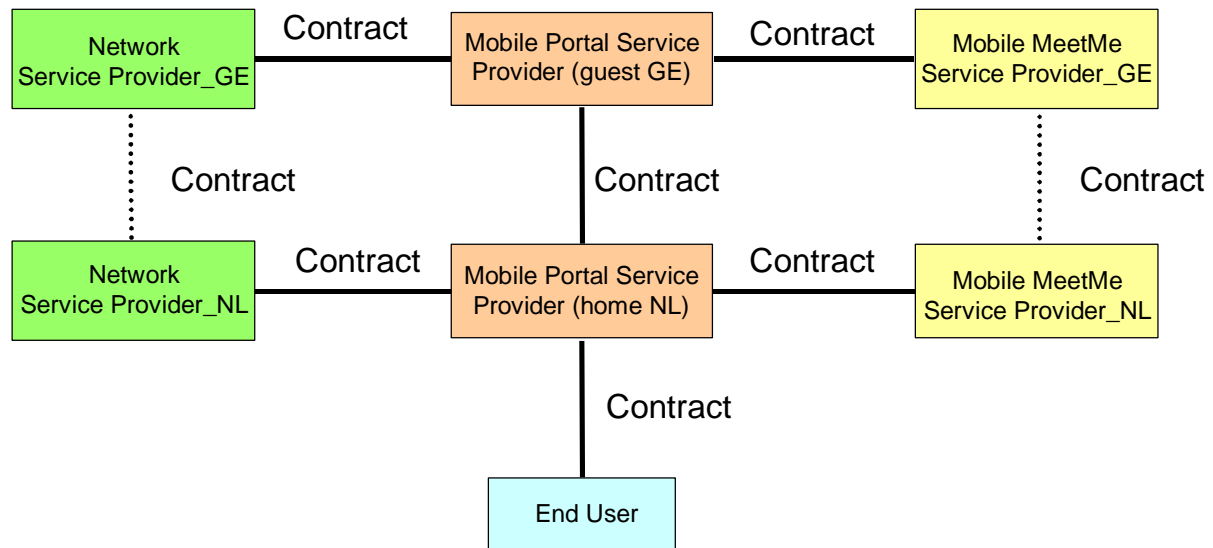 Network
Service Provider_GE
Contract
Mobile Portal Service
Provider (guest GE)
Contract
Mobile MeetMe
Service Provider_GE
Contract
Contract
Contract
Network
Service Provider_NL
Contract
Mobile Portal Service
Provider (home NL)
Contract
Mobile MeetMe
Service Provider_NL
Contract
End User